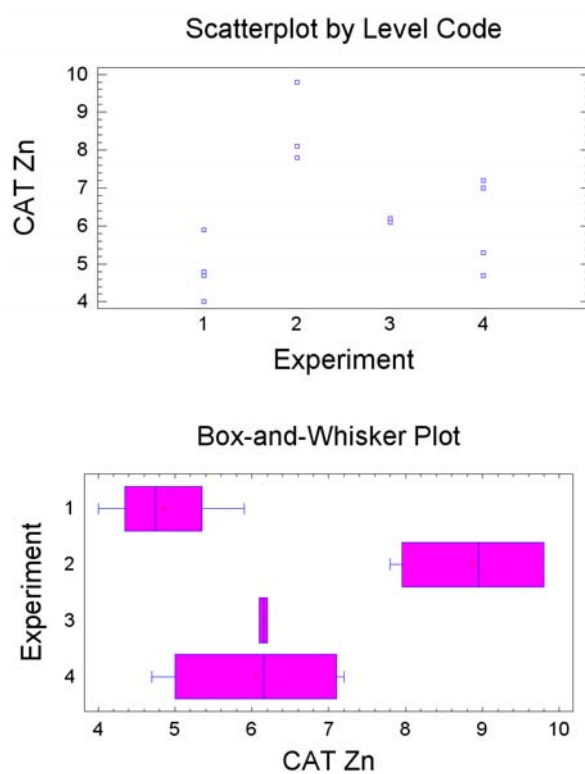 Scatterplot by Level Code
10
9
8
7
6
5
4
CAT Zn
1 2 3 4
Experiment
Box-and-Whisker Plot
1
2
3
4
Experiment
4 5 6 7 8 9 10
CAT Zn